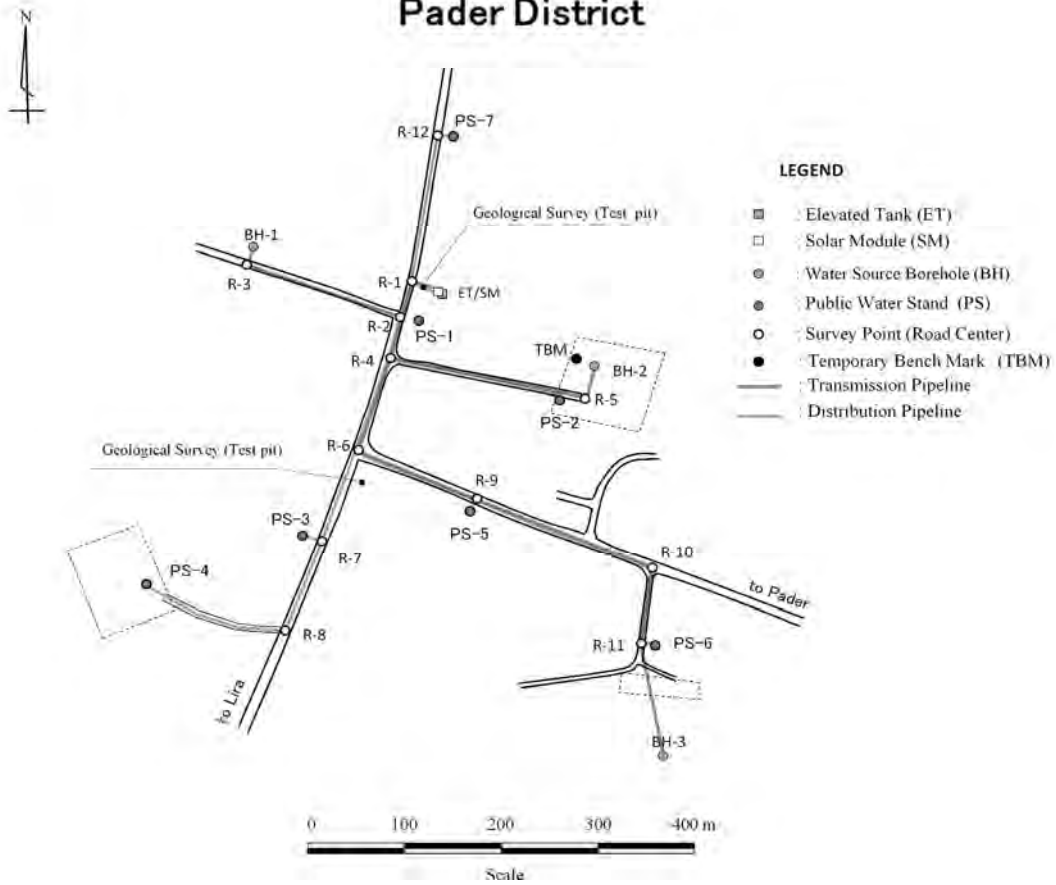 Pader District
N
R-12
PS-7
LEGEND
: Elevated Tank (ET)
: Solar Module (SM)
: Water Source Borehole (BH)
: Public Water Stand (PS)
: Survey Point (Road Center)
: Temporary Bench Mark (TBM)
: Transmission Pipeline
: Distribution Pipeline
Geological Survey (Test pit)
BH-1
R-3
R-1
ET/SM
R-2
PS-1
R-4
TBM
BH-2
R-5
PS-2
R-6
Geological Survey (Test pit)
R-9
PS-5
PS-3
R-7
R-10
PS-4
to Pader
R-8
R-11
PS-6
to Lira
BH-3
0 100 200 300 400 m
Scale